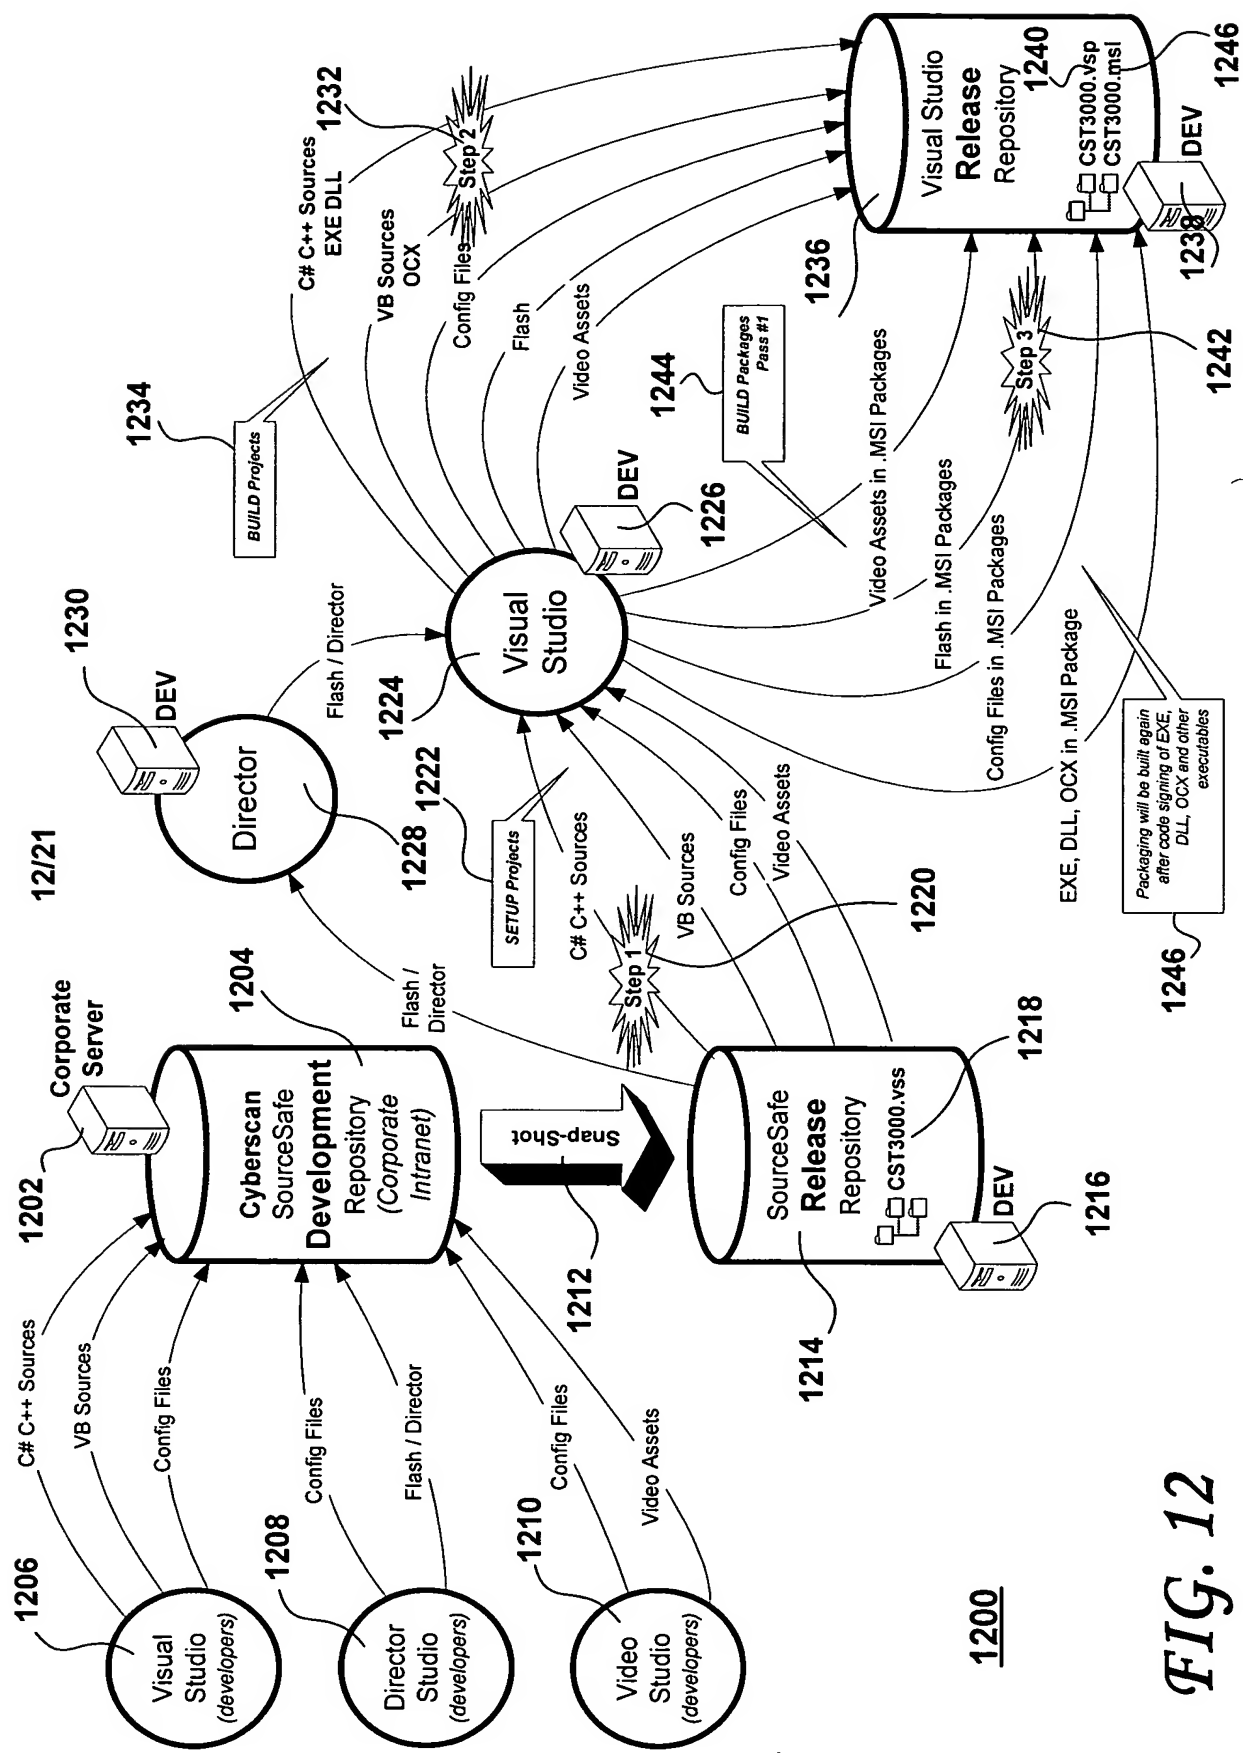 12/21
1206
Visual
Studio
(developers)
C# C++ Sources
VB Sources
Config Files
1208
Director
Studio
(developers)
Config Files
Flash / Director
1210
Video
Studio
(developers)
Config Files
Video Assets
1202
Corporate
Server
1204
Cyberscan
SourceSafe
Development
Repository
(Corporate
Intranet)
Snap-Shot
1212
1214
SourceSafe
Release
Repository
CST3000.vss
1218
DEV
1216
Flash /
Director
DEV
1230
Director
1228
Flash / Director
Step 1
1220
C# C++ Sources
VB Sources
Config Files
Video Assets
1222
SETUP Projects
1224
Visual
Studio
DEV
1226
1234
BUILD Projects
C# C++ Sources
EXE DLL
VB Sources
OCX
Config Files
Flash
Video Assets
Step 2
1232
1244
BUILD Packages
Pass #1
Video Assets in .MSI Packages
Flash in .MSI Packages
Config Files in .MSI Packages
EXE, DLL, OCX in .MSI Package
Step 3
1242
Packaging will be built again
after code signing of EXE,
DLL, OCX and other
executables
1246
1236
Visual Studio
Release
Repository
1240
CST3000.vsp
CST3000.msi
1246
DEV
1238
1200
FIG. 12